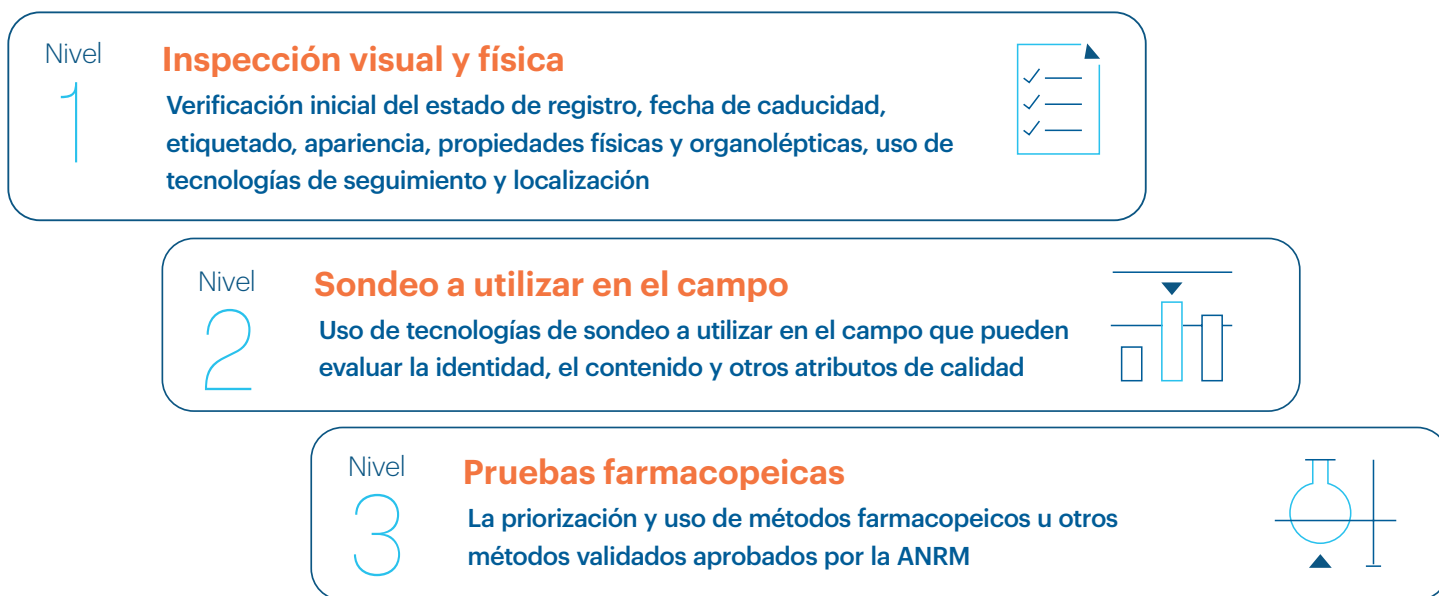 Nivel
1
Inspección visual y física
Verificación inicial del estado de registro, fecha de caducidad,
etiquetado, apariencia, propiedades físicas y organolépticas, uso de
tecnologías de seguimiento y localización
Nivel
2
Sondeo a utilizar en el campo
Uso de tecnologías de sondeo a utilizar en el campo que pueden
evaluar la identidad, el contenido y otros atributos de calidad
Nivel
3
Pruebas farmacopeicas
La priorización y uso de métodos farmacopeicos u otros
métodos validados aprobados por la ANRM